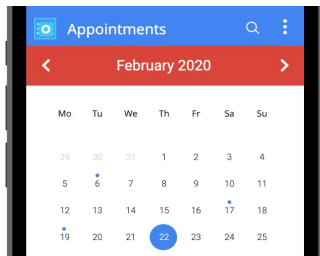 Appointments
February 2020
Mo Tu We Th Fr Sa Su
29 30 31 1 2 3 4
5 6 7 8 9 10 11
12 13 14 15 16 17 18
19 20 21 22 23 24 25